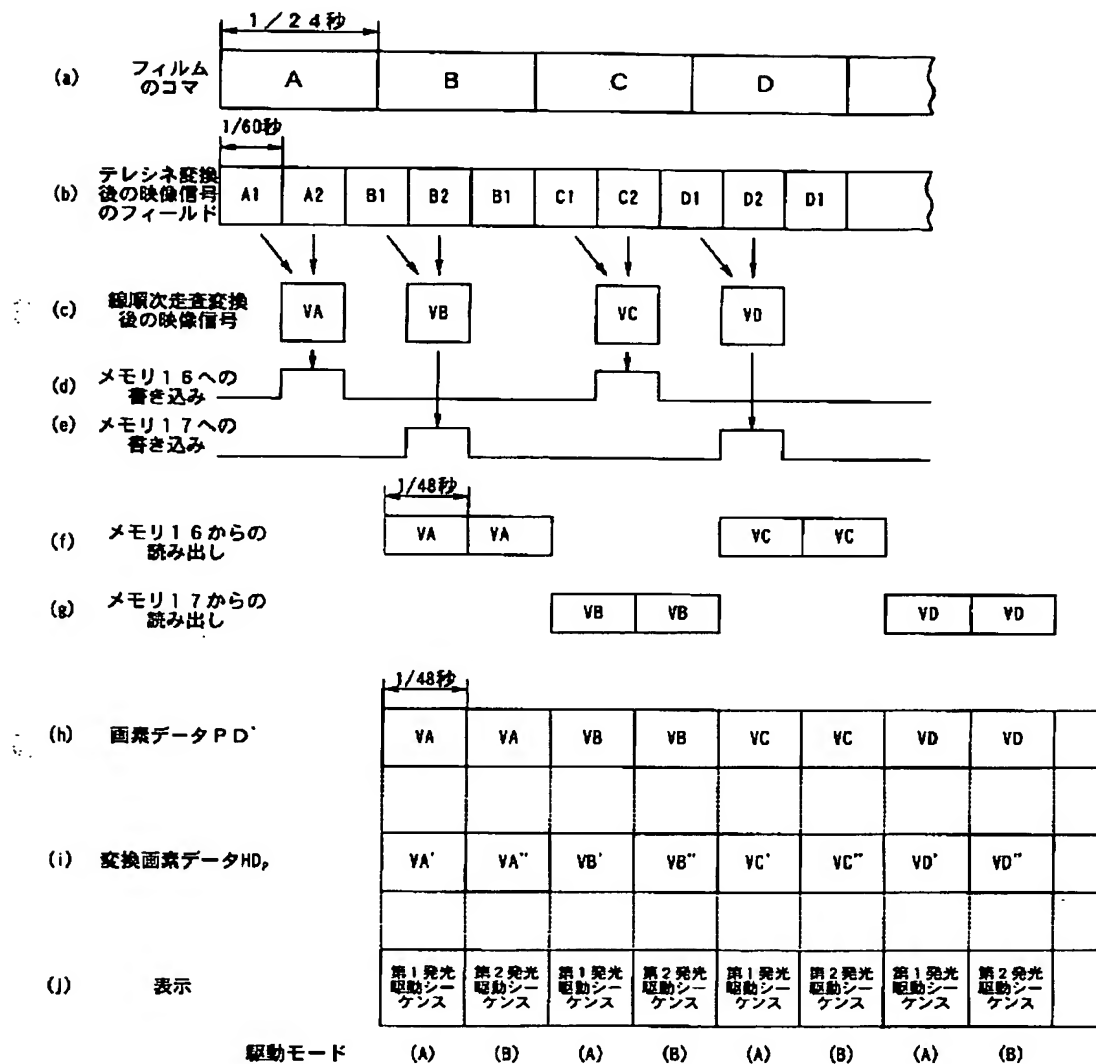 1/24秒
(a) フィルムのコマ A B C D
1/60秒
(b) テレシネ変換後の映像信号のフィールド A1 A2 B1 B2 B1 C1 C2 D1 D2 D1
(c) 線順次走査変換後の映像信号 VA VB VC VD
(d) メモリ16への書き込み
(e) メモリ17への書き込み
1/48秒
(f) メモリ16からの読み出し VA VA VC VC
(g) メモリ17からの読み出し VB VB VD VD
1/48秒
(h) 画素データPD' VA VA VB VB VC VC VD VD
(i) 変換画素データHDp VA' VA" VB' VB" VC' VC" VD' VD"
(j) 表示 第1発光駆動シーケンス 第2発光駆動シーケンス 第1発光駆動シーケンス 第2発光駆動シーケンス 第1発光駆動シーケンス 第2発光駆動シーケンス 第1発光駆動シーケンス 第2発光駆動シーケンス
駆動モード (A) (B) (A) (B) (A) (B) (A) (B)